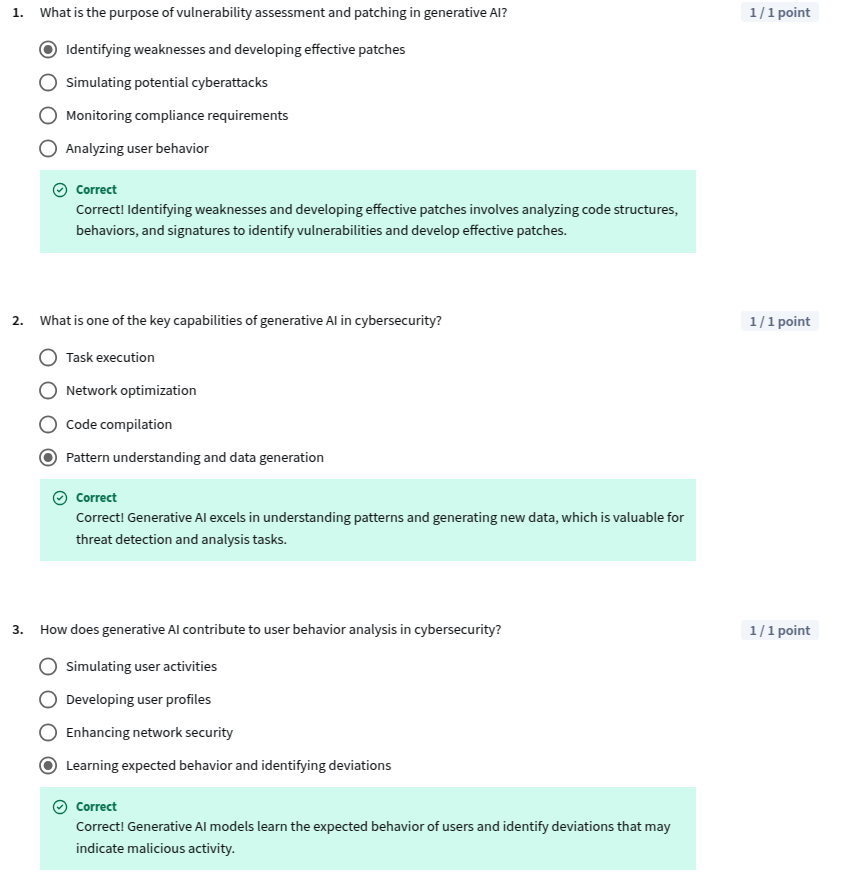 1. What is the purpose of vulnerability assessment and patching in generative AI? 1 / 1 point
Identifying weaknesses and developing effective patches
Simulating potential cyberattacks
Monitoring compliance requirements
Analyzing user behavior
Correct
Correct! Identifying weaknesses and developing effective patches involves analyzing code structures,
behaviors, and signatures to identify vulnerabilities and develop effective patches.
2. What is one of the key capabilities of generative AI in cybersecurity? 1 / 1 point
Task execution
Network optimization
Code compilation
Pattern understanding and data generation
Correct
Correct! Generative AI excels in understanding patterns and generating new data, which is valuable for
threat detection and analysis tasks.
3. How does generative AI contribute to user behavior analysis in cybersecurity? 1 / 1 point
Simulating user activities
Developing user profiles
Enhancing network security
Learning expected behavior and identifying deviations
Correct
Correct! Generative AI models learn the expected behavior of users and identify deviations that may
indicate malicious activity.